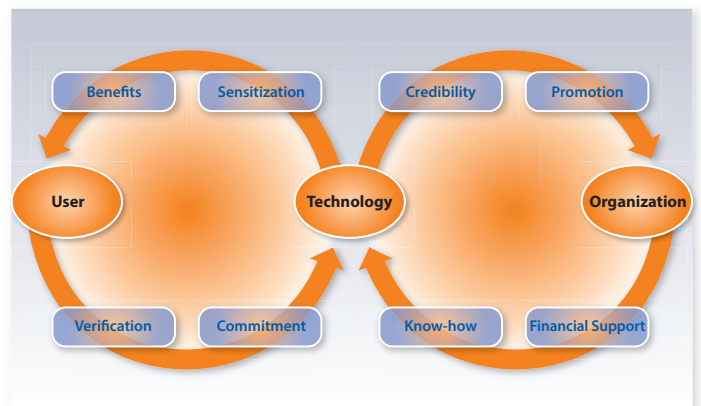 Benefits
Sensitization
Credibility
Promotion
User
Technology
Organization
Verification
Commitment
Know-how
Financial Support